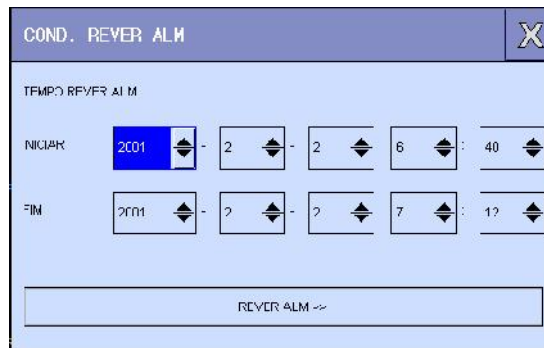 COND. REVER ALM X
TEMPO REVER ALM
INICIAR 2001 - 2 - 2 6 : 40
FIM 2001 - 2 - 2 7 : 12
REVER ALM >>